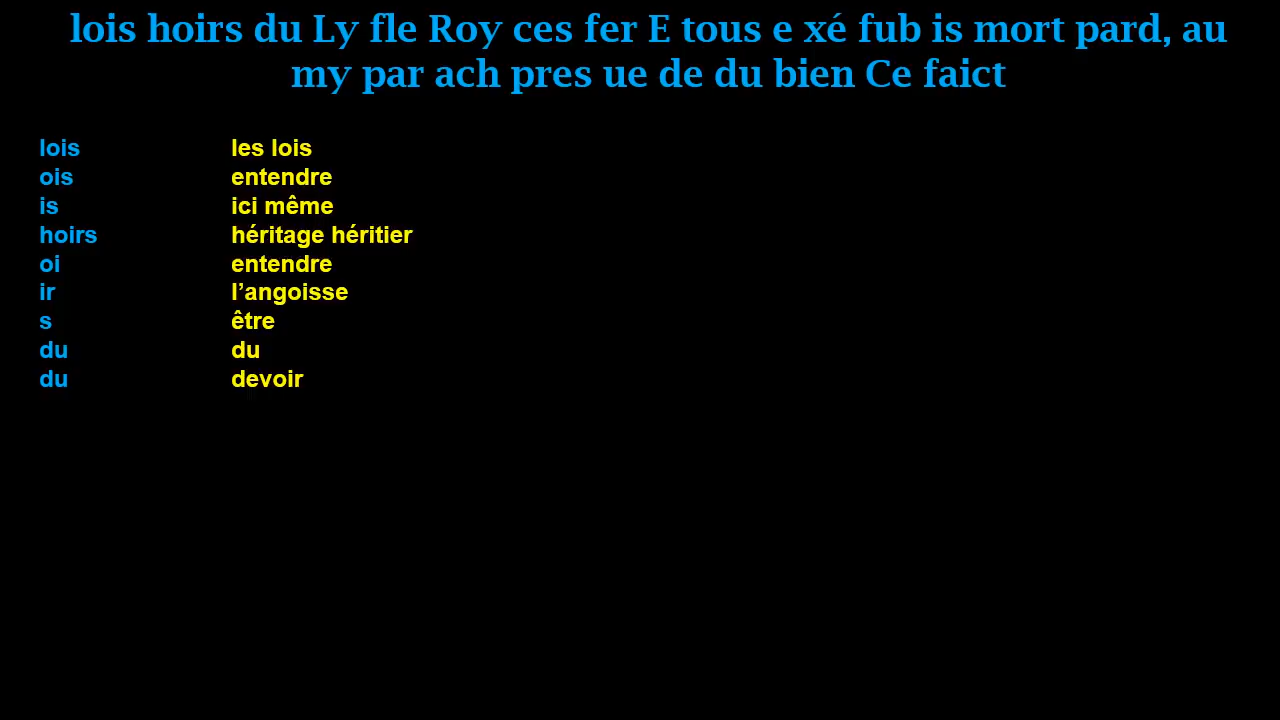 lois hoirs du Ly fle Roy ces fer E tous e xé fub is mort pard, au
my par ach pres ue de du bien Ce faict
lois les lois
ois entendre
is ici même
hoirs héritage héritier
oi entendre
ir l’angoisse
s être
du du
du devoir